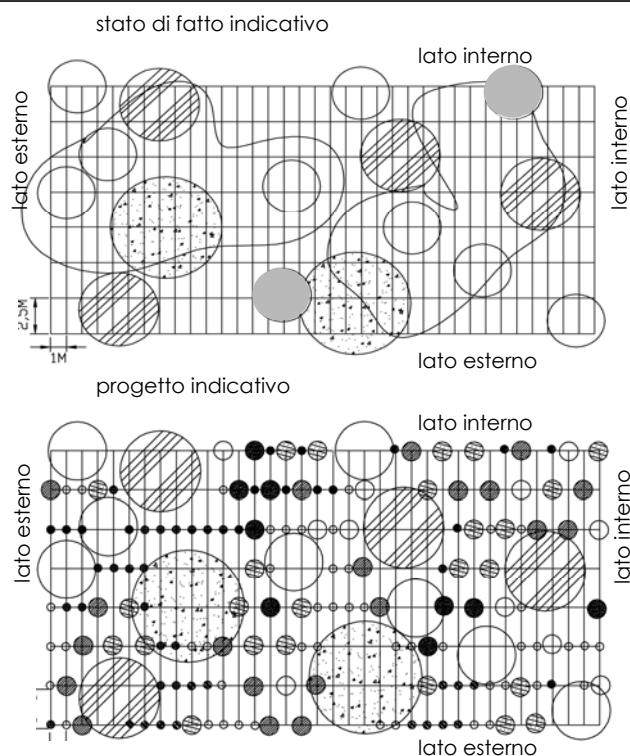 stato di fatto indicativo
lato interno
lato esterno
lato interno
2,5M
1M
lato esterno
progetto indicativo
lato interno
lato esterno
lato interno
lato esterno